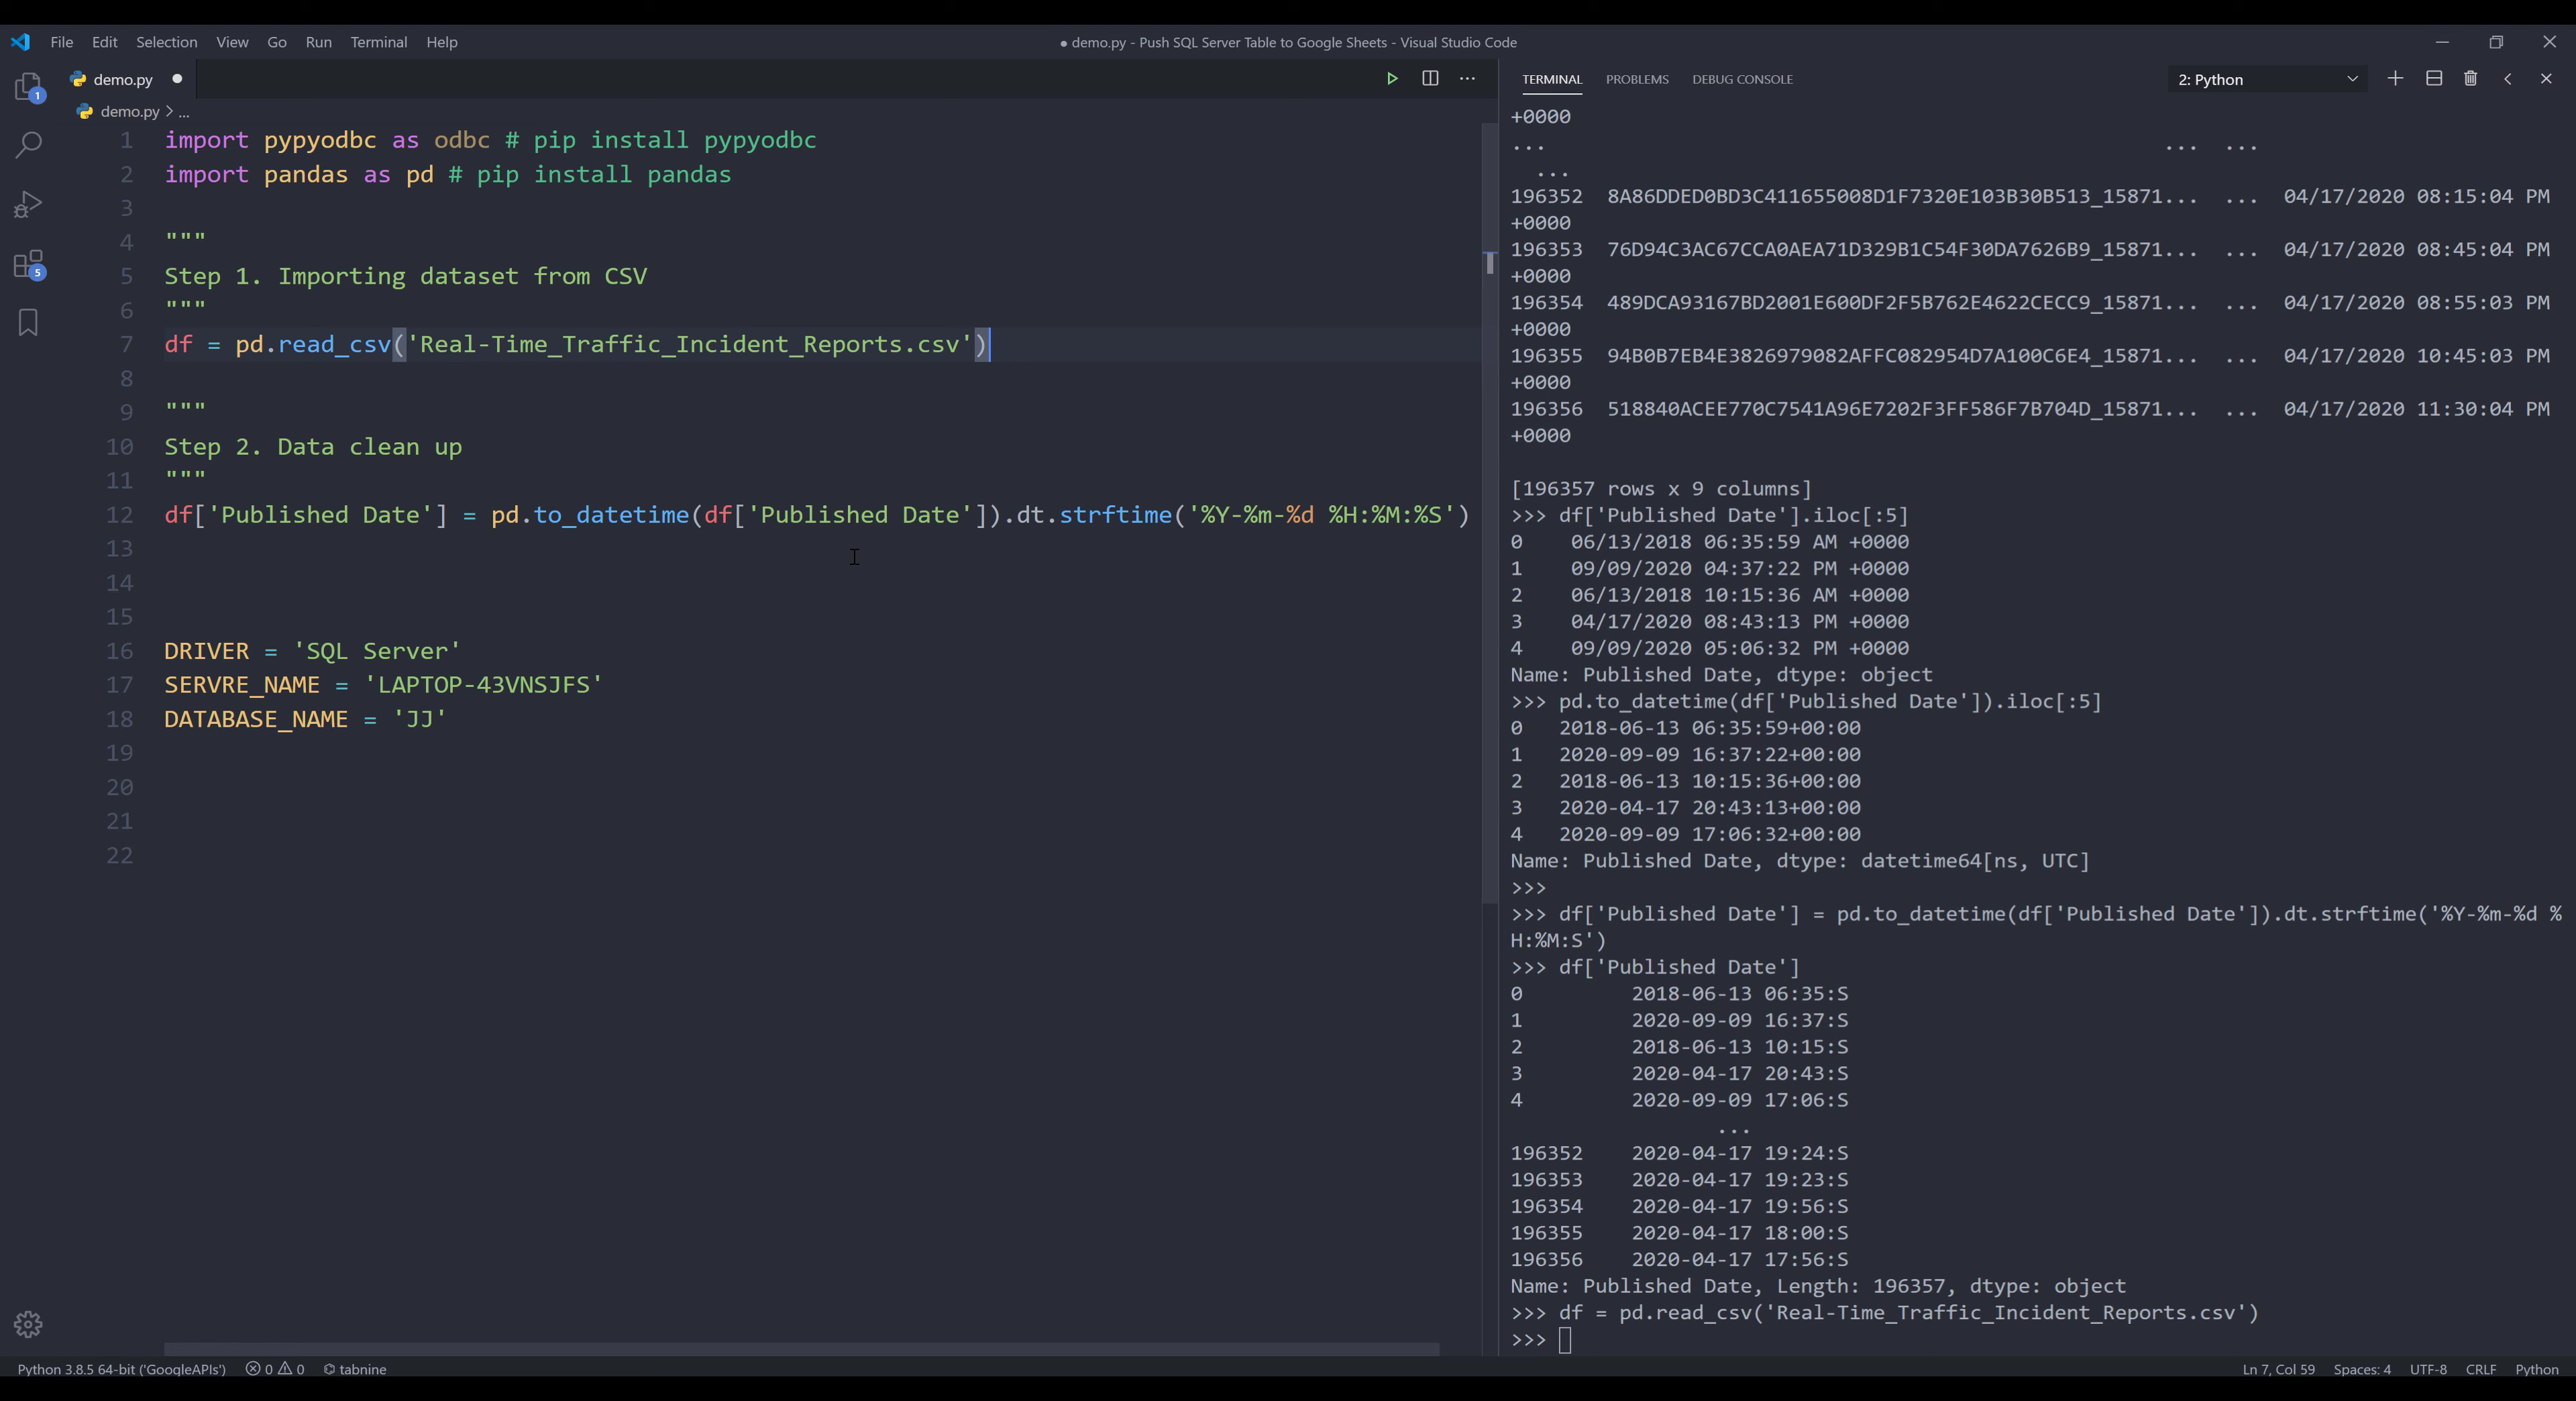 File Edit Selection View Go Run Terminal Help
● demo.py - Push SQL Server Table to Google Sheets - Visual Studio Code
demo.py ●
demo.py > ...
1 import pypyodbc as odbc # pip install pypyodbc
2 import pandas as pd # pip install pandas
3
4 """
5 Step 1. Importing dataset from CSV
6 """
7 df = pd.read_csv('Real-Time_Traffic_Incident_Reports.csv')
8
9 """
10 Step 2. Data clean up
11 """
12 df['Published Date'] = pd.to_datetime(df['Published Date']).dt.strftime('%Y-%m-%d %H:%M:%S')
13
14
15
16 DRIVER = 'SQL Server'
17 SERVRE_NAME = 'LAPTOP-43VNSJFS'
18 DATABASE_NAME = 'JJ'
19
20
21
22
1
5
TERMINAL PROBLEMS DEBUG CONSOLE 2: Python
+0000
... ... ...
...
196352 8A86DDED0BD3C411655008D1F7320E103B30B513_15871... ... 04/17/2020 08:15:04 PM
+0000
196353 76D94C3AC67CCA0AEA71D329B1C54F30DA7626B9_15871... ... 04/17/2020 08:45:04 PM
+0000
196354 489DCA93167BD2001E600DF2F5B762E4622CECC9_15871... ... 04/17/2020 08:55:03 PM
+0000
196355 94B0B7EB4E3826979082AFFC082954D7A100C6E4_15871... ... 04/17/2020 10:45:03 PM
+0000
196356 518840ACEE770C7541A96E7202F3FF586F7B704D_15871... ... 04/17/2020 11:30:04 PM
+0000
[196357 rows x 9 columns]
>>> df['Published Date'].iloc[:5]
0 06/13/2018 06:35:59 AM +0000
1 09/09/2020 04:37:22 PM +0000
2 06/13/2018 10:15:36 AM +0000
3 04/17/2020 08:43:13 PM +0000
4 09/09/2020 05:06:32 PM +0000
Name: Published Date, dtype: object
>>> pd.to_datetime(df['Published Date']).iloc[:5]
0 2018-06-13 06:35:59+00:00
1 2020-09-09 16:37:22+00:00
2 2018-06-13 10:15:36+00:00
3 2020-04-17 20:43:13+00:00
4 2020-09-09 17:06:32+00:00
Name: Published Date, dtype: datetime64[ns, UTC]
>>>
>>> df['Published Date'] = pd.to_datetime(df['Published Date']).dt.strftime('%Y-%m-%d %
H:%M:S')
>>> df['Published Date']
0 2018-06-13 06:35:S
1 2020-09-09 16:37:S
2 2018-06-13 10:15:S
3 2020-04-17 20:43:S
4 2020-09-09 17:06:S
...
196352 2020-04-17 19:24:S
196353 2020-04-17 19:23:S
196354 2020-04-17 19:56:S
196355 2020-04-17 18:00:S
196356 2020-04-17 17:56:S
Name: Published Date, Length: 196357, dtype: object
>>> df = pd.read_csv('Real-Time_Traffic_Incident_Reports.csv')
>>>
Python 3.8.5 64-bit ('GoogleAPIs') 0 0 tabnine Ln 7, Col 59 Spaces: 4 UTF-8 CRLF Python